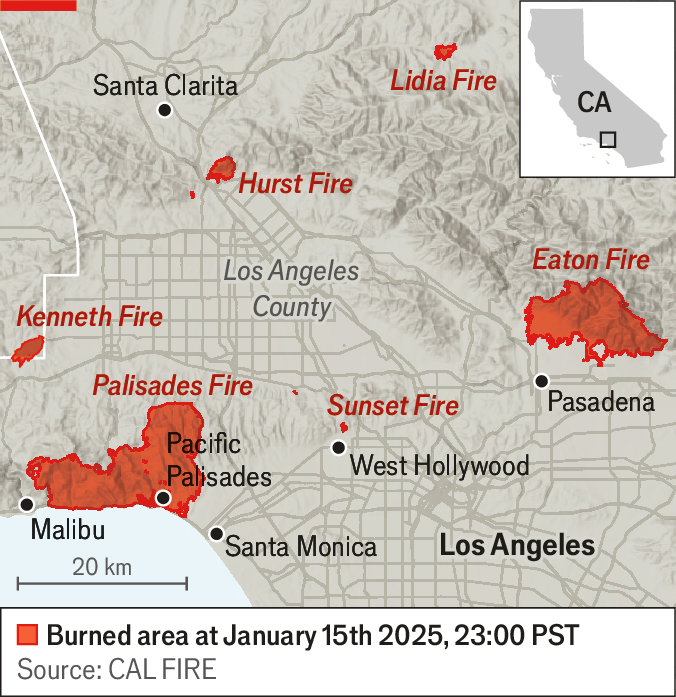 Santa Clarita
Lidia Fire
CA
Hurst Fire
Los Angeles
County
Eaton Fire
Kenneth Fire
Palisades Fire
Sunset Fire
Pasadena
Pacific
Palisades
West Hollywood
Malibu
Santa Monica
Los Angeles
20 km
Burned area at January 15th 2025, 23:00 PST
Source: CAL FIRE